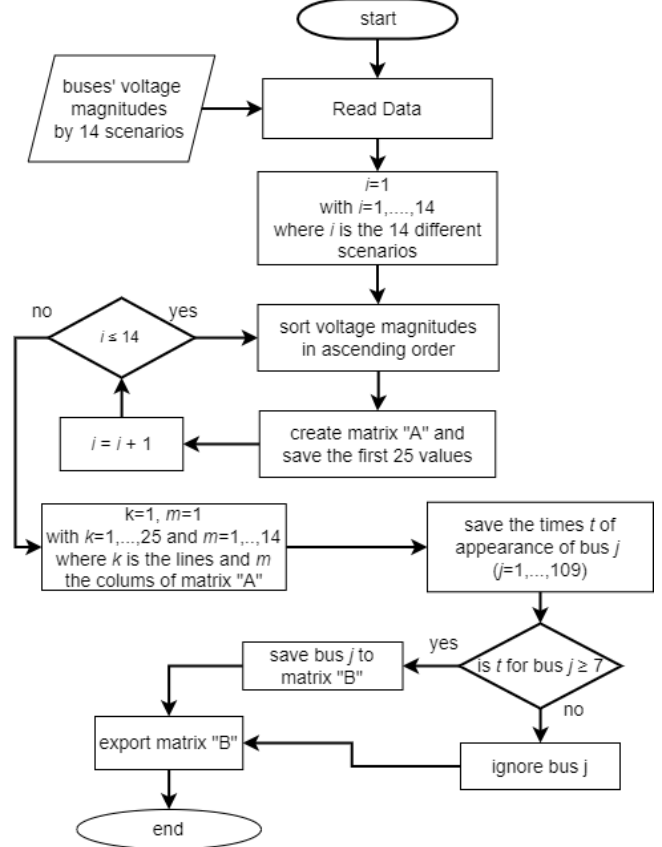 start
buses' voltage
magnitudes
by 14 scenarios
Read Data
i=1
with i=1,....,14
where i is the 14 different
scenarios
no
yes
i ≤ 14
sort voltage magnitudes
in ascending order
i = i + 1
create matrix "A" and
save the first 25 values
k=1, m=1
with k=1,...,25 and m=1,..,14
where k is the lines and m
the colums of matrix "A"
save the times t of
appearance of bus j
(j=1,...,109)
yes
save bus j to
matrix "B"
is t for bus j ≥ 7
no
export matrix "B"
ignore bus j
end